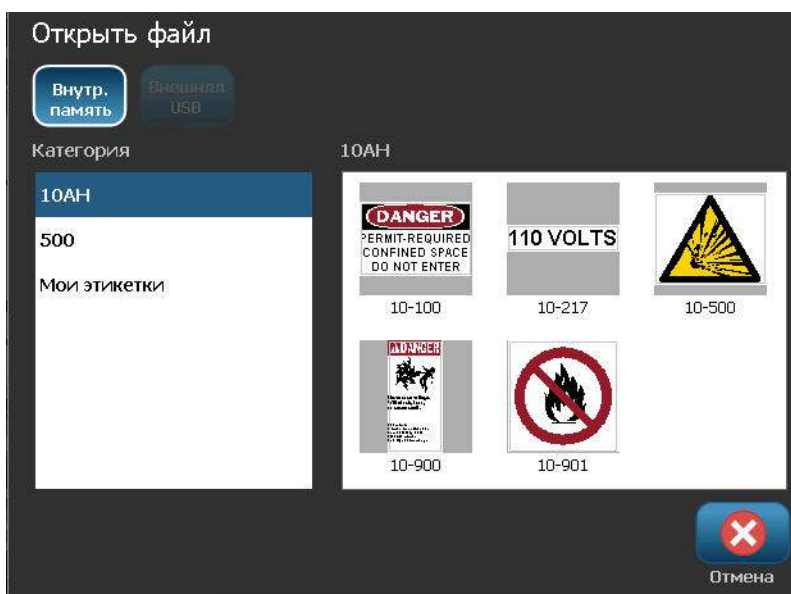 Открыть файл
Внутр.
память
Внешняя
USB
Категория
10AH
10AH
500
Мои этикетки
DANGER
PERMIT-REQUIRED
CONFINED SPACE
DO NOT ENTER
10-100
110 VOLTS
10-217
10-500
DANGER
10-900
10-901
Отмена